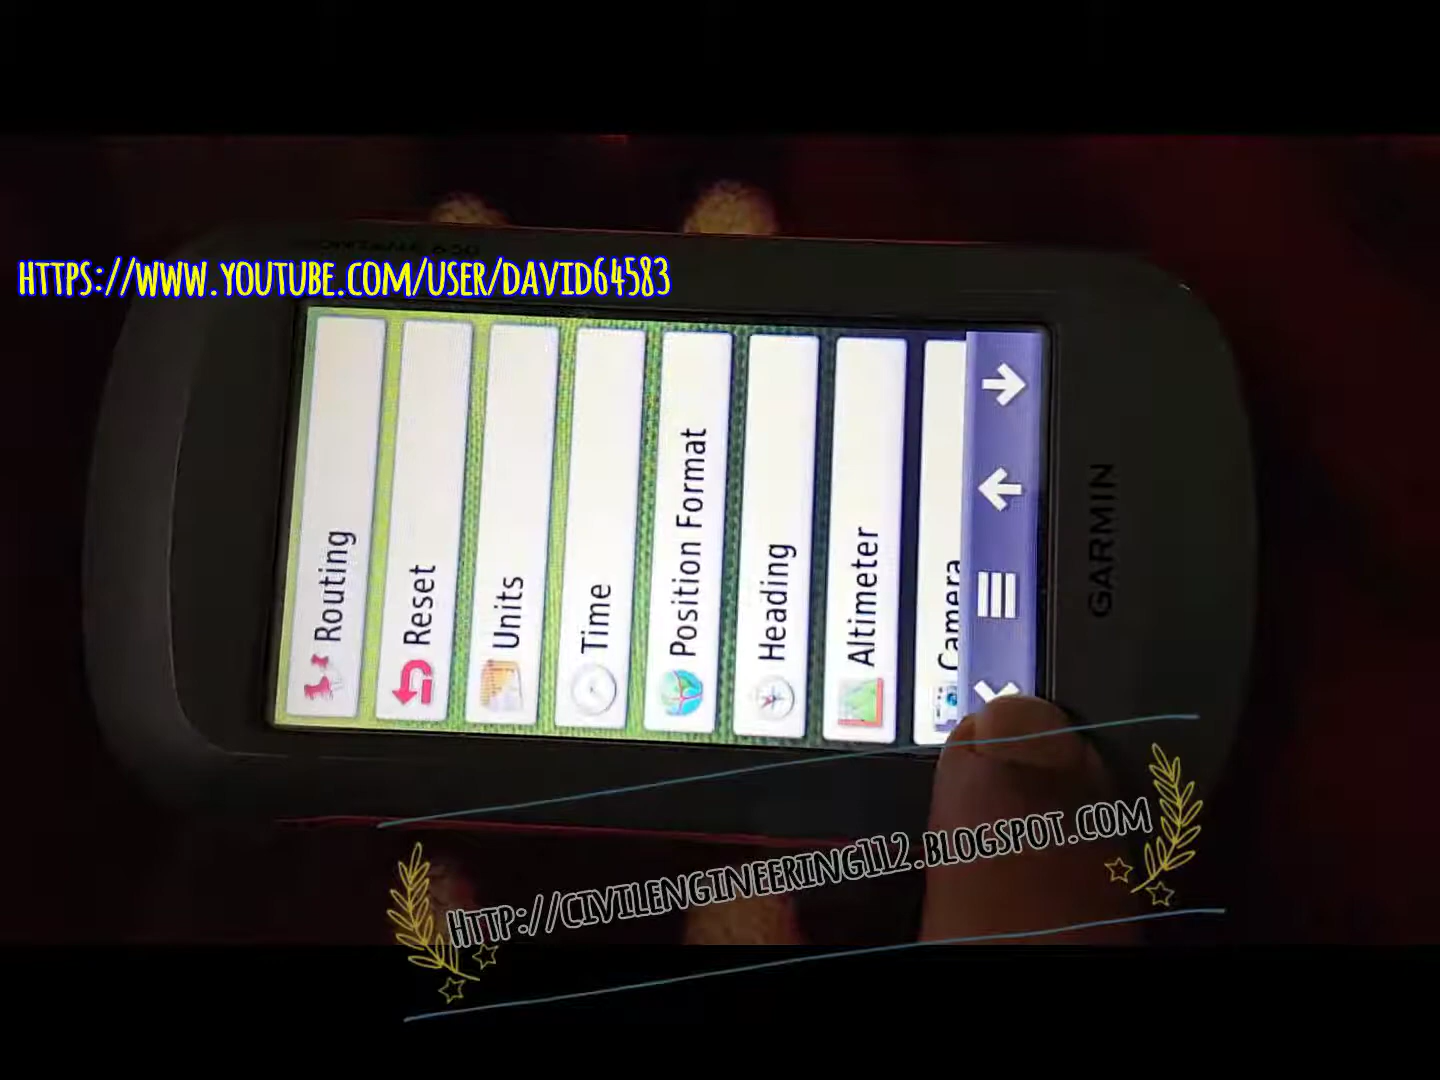 HTTPS://WWW.YOUTUBE.COM/USER/DAVID64583
Routing
Reset
Units
Time
Position Format
Heading
Altimeter
Camera
GARMIN
HTTP://CIVILENGINEERING112.BLOGSPOT.COM